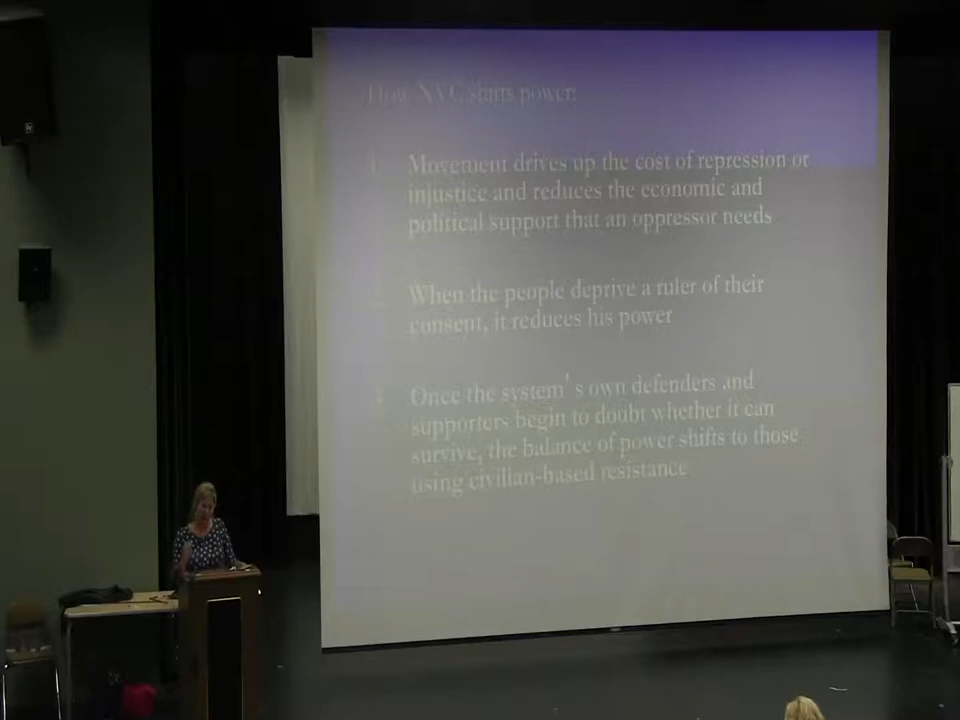 How NVC shifts power:
1. Movement drives up the cost of repression or
injustice and reduces the economic and
political support that an oppressor needs
2. When the people deprive a ruler of their
consent, it reduces his power
3. Once the system's own defenders and
supporters begin to doubt whether it can
survive, the balance of power shifts to those
using civilian-based resistance